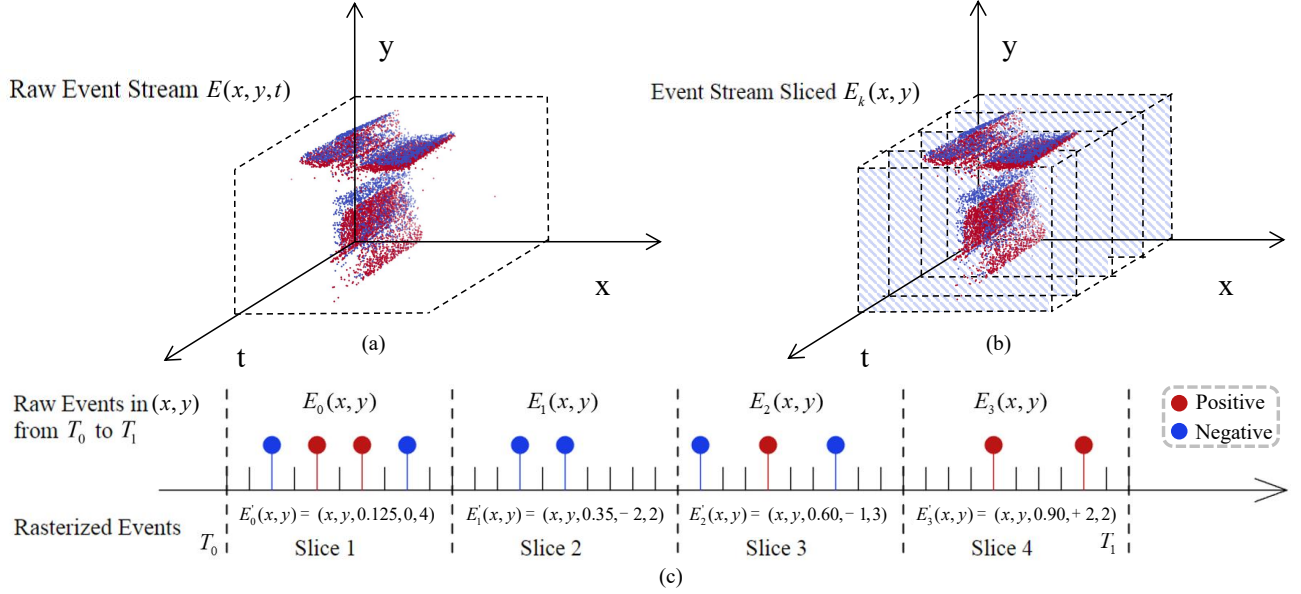 y
Raw Event Stream E(x, y, t)
x
t
(a)
y
Event Stream Sliced E_k(x, y)
x
t
(b)
Raw Events in (x, y)
from T_0 to T_1
E_0(x, y)
E_1(x, y)
E_2(x, y)
E_3(x, y)
Positive
Negative
Rasterized Events
E'_0(x, y) = (x, y, 0.125, 0, 4)
E'_1(x, y) = (x, y, 0.35, −2, 2)
E'_2(x, y) = (x, y, 0.60, −1, 3)
E'_3(x, y) = (x, y, 0.90, +2, 2)
T_0
Slice 1
Slice 2
Slice 3
Slice 4
T_1
(c)